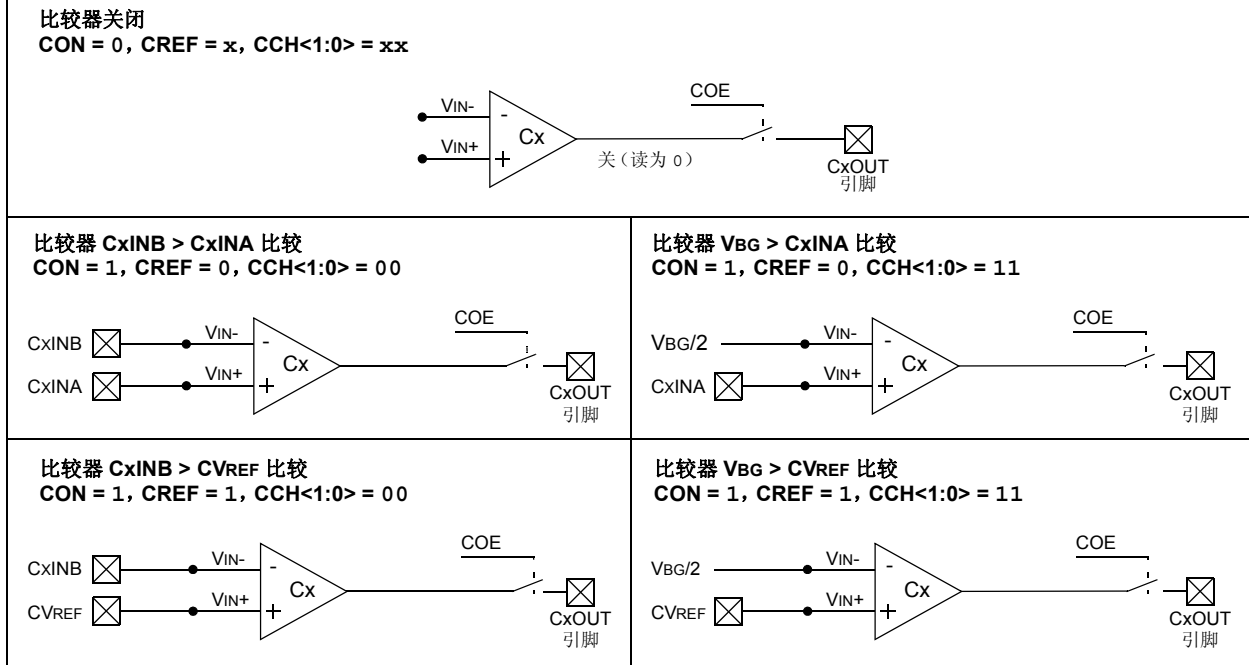 比较器关闭
CON = 0，CREF = x，CCH<1:0> = xx
COE
VIN-
-
Cx
VIN+
+
关（读为 0）
CxOUT
引脚
比较器 CxINB > CxINA 比较
CON = 1，CREF = 0，CCH<1:0> = 00
COE
CxINB
VIN-
-
Cx
CxINA
VIN+
+
CxOUT
引脚
比较器 VBG > CxINA 比较
CON = 1，CREF = 0，CCH<1:0> = 11
COE
VBG/2
VIN-
-
Cx
CxINA
VIN+
+
CxOUT
引脚
比较器 CxINB > CVREF 比较
CON = 1，CREF = 1，CCH<1:0> = 00
COE
CxINB
VIN-
-
Cx
CVREF
VIN+
+
CxOUT
引脚
比较器 VBG > CVREF 比较
CON = 1，CREF = 1，CCH<1:0> = 11
COE
VBG/2
VIN-
-
Cx
CVREF
VIN+
+
CxOUT
引脚